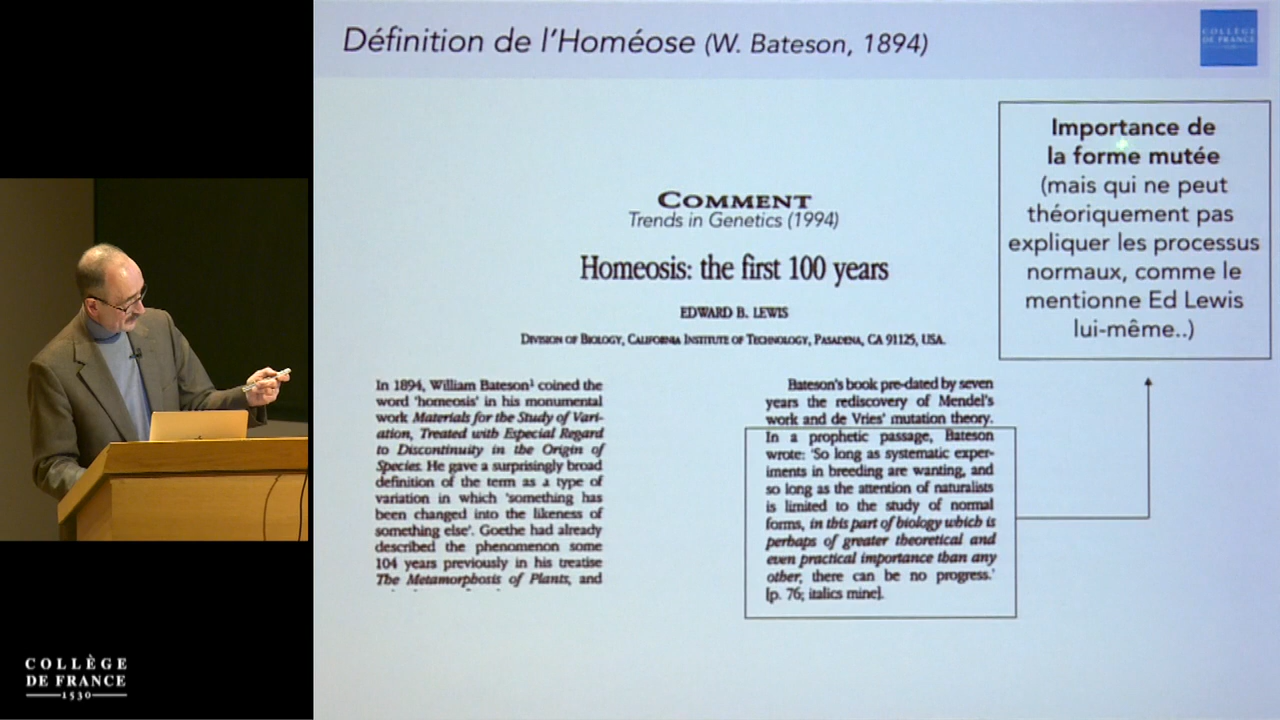 Définition de l'Homéose (W. Bateson, 1894)
COLLÈGE
DE FRANCE
1530
Importance de
la forme mutée
(mais qui ne peut
théoriquement pas
expliquer les processus
normaux, comme le
mentionne Ed Lewis
lui-même..)
COMMENT
Trends in Genetics (1994)
Homeosis: the first 100 years
EDWARD B. LEWIS
DIVISION OF BIOLOGY, CALIFORNIA INSTITUTE OF TECHNOLOGY, PASADENA, CA 91125, USA.
In 1894, William Bateson¹ coined the
word 'homeosis' in his monumental
work Materials for the Study of Vari-
ation, Treated with Especial Regard
to Discontinuity in the Origin of
Species. He gave a surprisingly broad
definition of the term as a type of
variation in which 'something has
been changed into the likeness of
something else'. Goethe had already
described the phenomenon some
104 years previously in his treatise
The Metamorphosis of Plants, and
Bateson's book pre-dated by seven
years the rediscovery of Mendel's
work and de Vries' mutation theory.
In a prophetic passage, Bateson
wrote: 'So long as systematic exper-
iments in breeding are wanting, and
so long as the attention of naturalists
is limited to the study of normal
forms, in this part of biology which is
perhaps of greater theoretical and
even practical importance than any
other, there can be no progress.'
[p. 76; italics mine].
COLLÈGE
DE FRANCE
1530